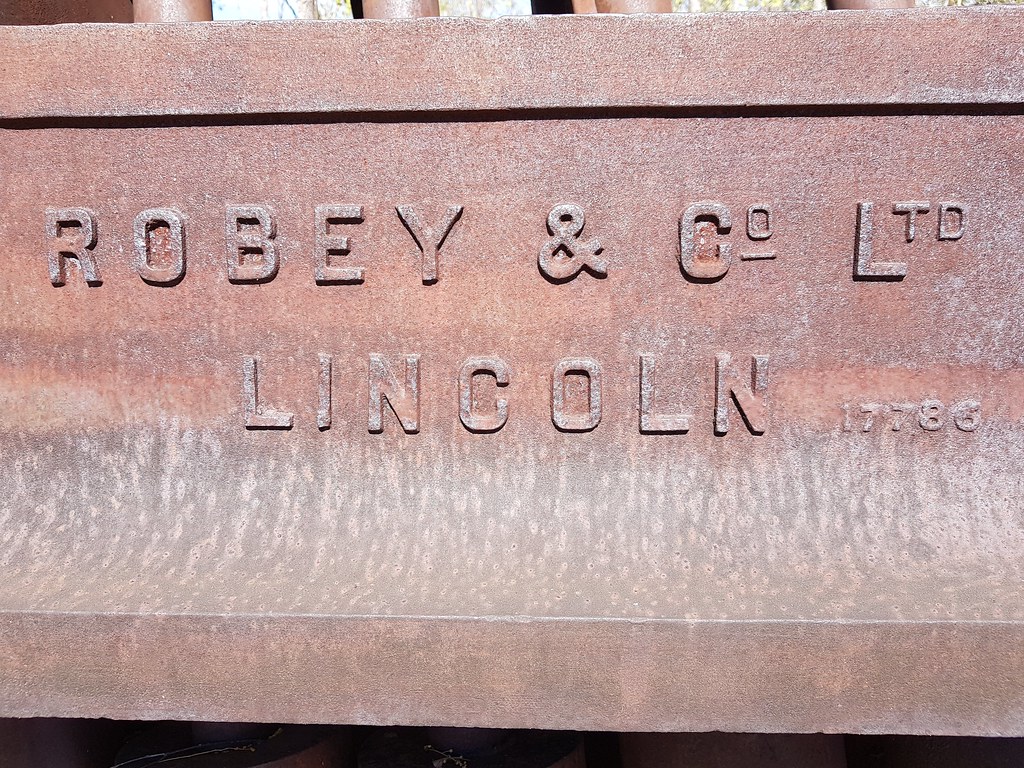 ROBEY & Cº LTD
LINCOLN 17786